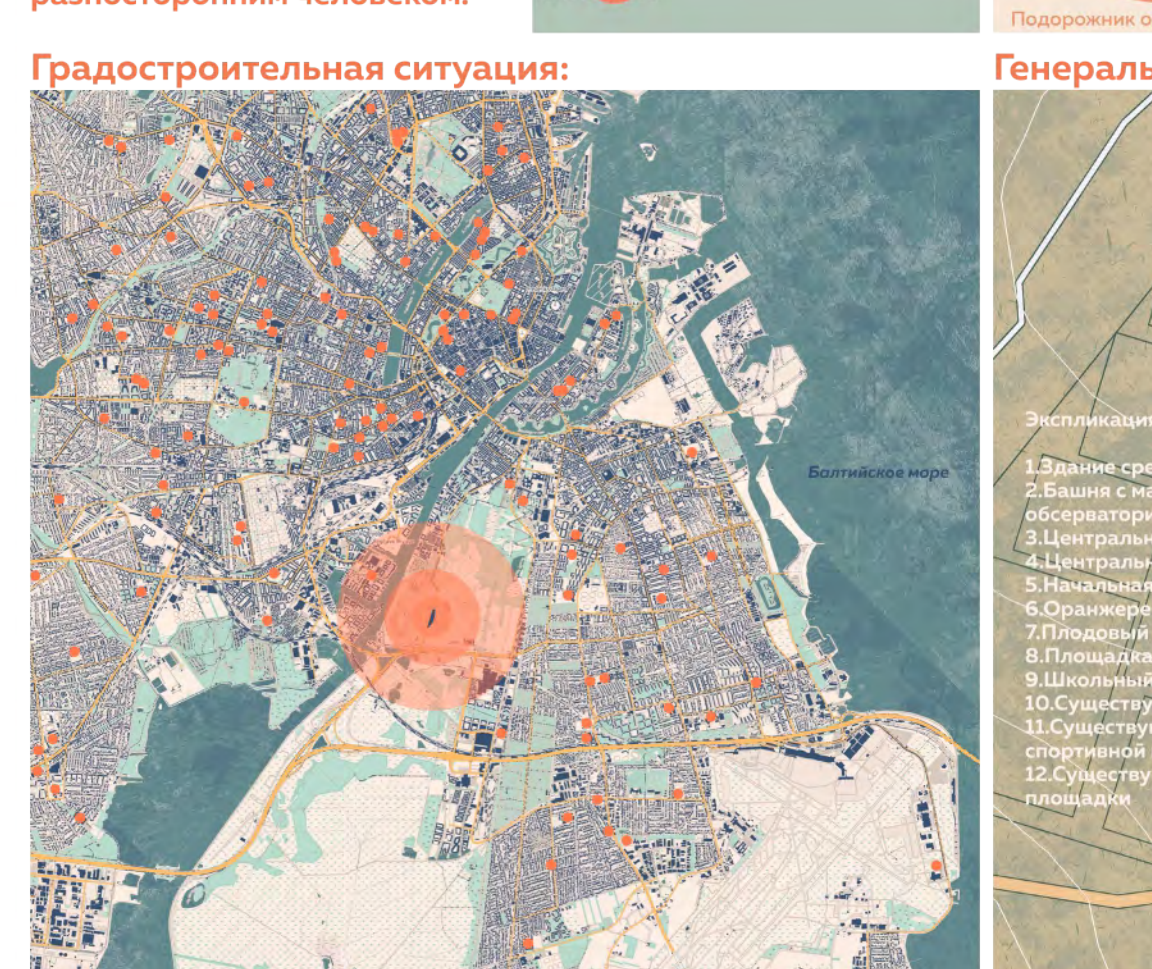 разносторонним человеком.
Подорожник о
Градостроительная ситуация:
Генераль
Балтийское море
Экспликация
1.Здание сре
2.Башня с ма
обсерватори
3.Центральн
4.Центральн
5.Начальная
6.Оранжере
7.Плодовый
8.Площадка
9.Школьный
10.Существу
11.Существу
спортивной
12.Существу
площадки